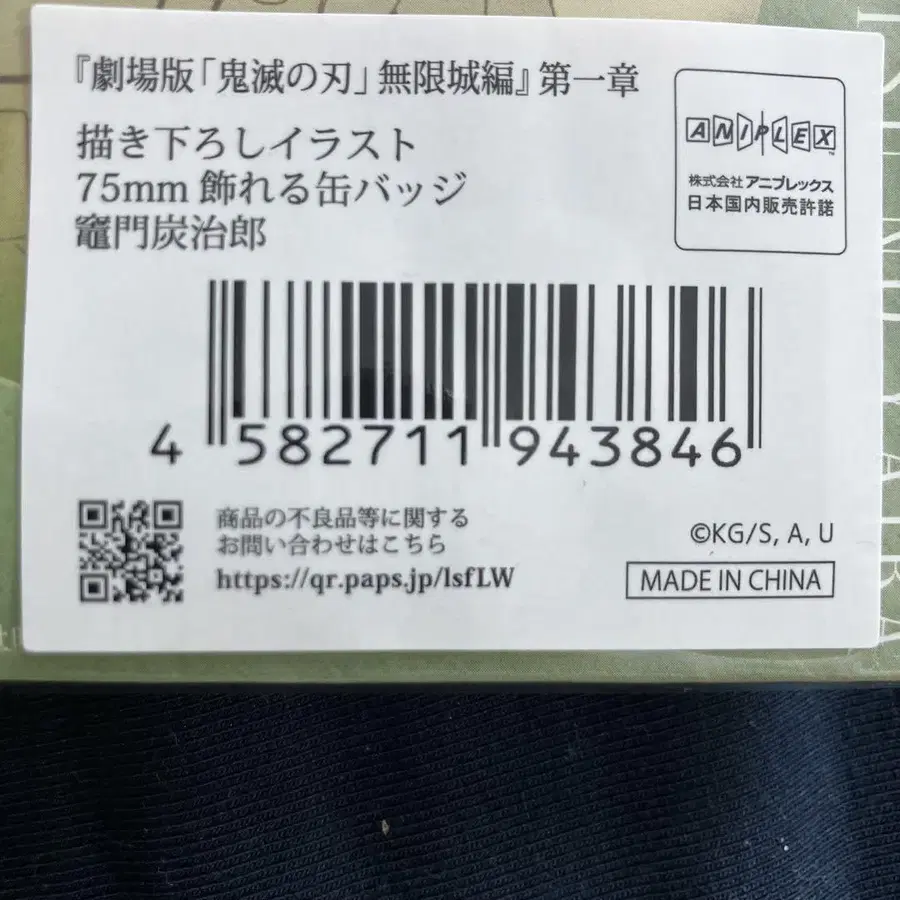 『劇場版「鬼滅の刃」無限城編』第一章
描き下ろしイラスト
75mm 飾れる缶バッジ
竈門炭治郎
ANIPLEX
株式会社 アニプレックス
日本国内販売許諾
4 582711 943846
商品の不良品等に関する
お問い合わせはこちら
https://qr.paps.jp/lsfLW
©KG/S, A, U
MADE IN CHINA